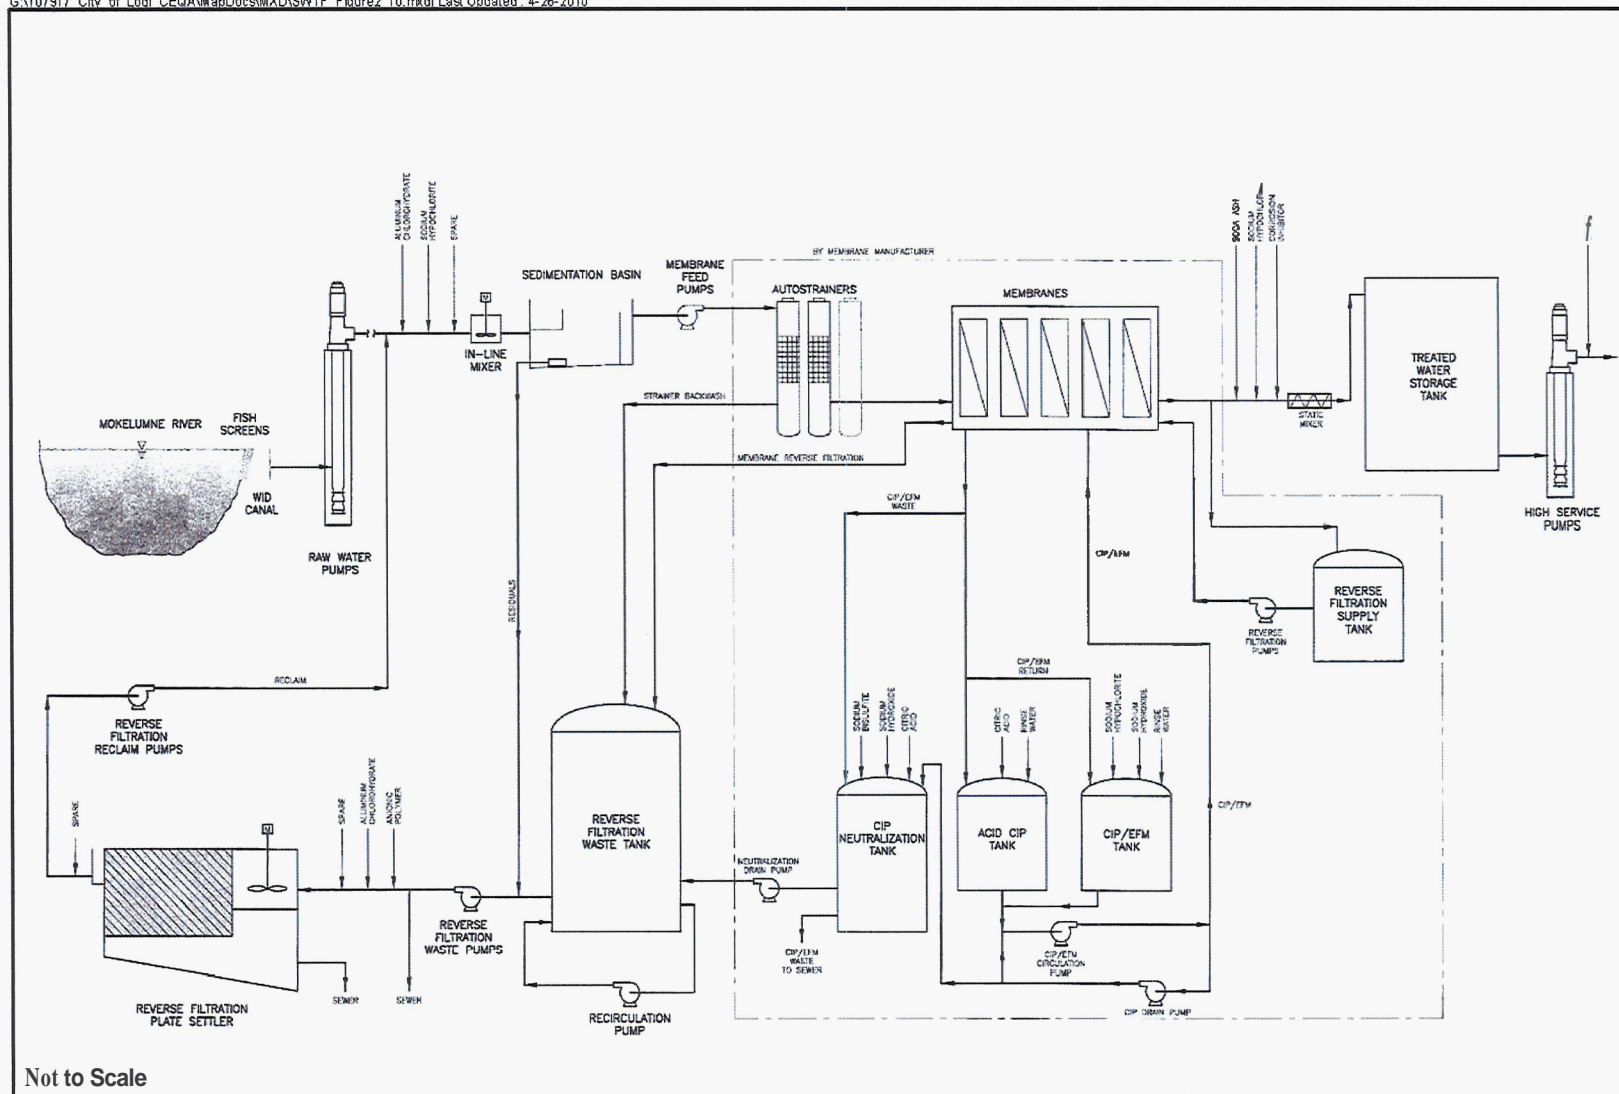 ALUMINUM
CHLOROHYDRATE
SODIUM
HYPOCHLORITE
SPARE
SODA ASH
SODIUM
CORROSION
INHIBITOR
BY MEMBRANE MANUFACTURER
SEDIMENTATION BASIN
MEMBRANE
FEED
PUMPS
AUTOSTRAINERS
MEMBRANES
M
IN-LINE
MIXER
TREATED
WATER
STORAGE
TANK
STRAINER BACKWASH
STATIC
MIXER
MOKELUMNE RIVER
FISH
SCREENS
MEMBRANE REVERSE FILTRATION
WID
CANAL
CIP/EFM
WASTE
HIGH SERVICE
PUMPS
RAW WATER
PUMPS
CIP/EFM
RESIDUALS
REVERSE
FILTRATION
SUPPLY
TANK
REVERSE
FILTRATION
PUMPS
RECLAIM
CIP/EFM
RETURN
REVERSE
FILTRATION
RECLAIM PUMPS
SODIUM
BISULFITE
SODIUM
HYDROXIDE
CITRIC
ACID
CITRIC
ACID
RINSE
WATER
SODIUM
HYPOCHLORITE
SODIUM
HYDROXIDE
RINSE
WATER
SPARE
SPARE
ALUMINUM
CHLOROHYDRATE
ANIONIC
POLYMER
M
REVERSE
FILTRATION
WASTE TANK
CIP
NEUTRALIZATION
TANK
ACID CIP
TANK
CIP/EFM
TANK
CIP/EFM
NEUTRALIZATION
DRAIN PUMP
REVERSE
FILTRATION
WASTE PUMPS
CIP/EFM
WASTE
TO SEWER
CIP/EFM
CIRCULATION
PUMP
SEWER
SEWER
REVERSE FILTRATION
PLATE SETTLER
RECIRCULATION
PUMP
CIP DRAIN PUMP
Not to Scale